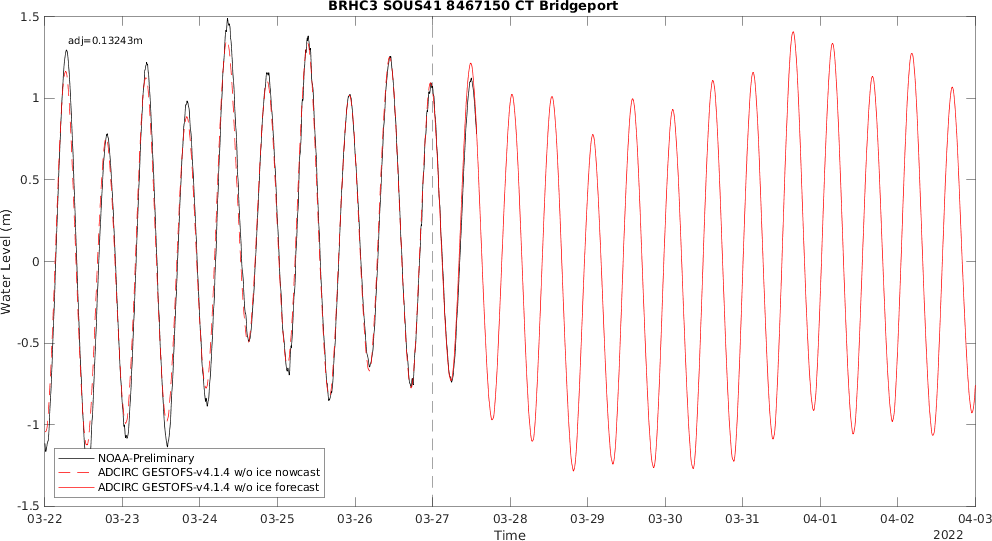 BRHC3 SOUS41 8467150 CT Bridgeport
adj=0.13243m
1.5
1
0.5
0
-0.5
-1
-1.5
Water Level (m)
NOAA-Preliminary
ADCIRC GESTOFS-v4.1.4 w/o ice nowcast
ADCIRC GESTOFS-v4.1.4 w/o ice forecast
03-22 03-23 03-24 03-25 03-26 03-27 03-28 03-29 03-30 03-31 04-01 04-02 04-03
Time
2022